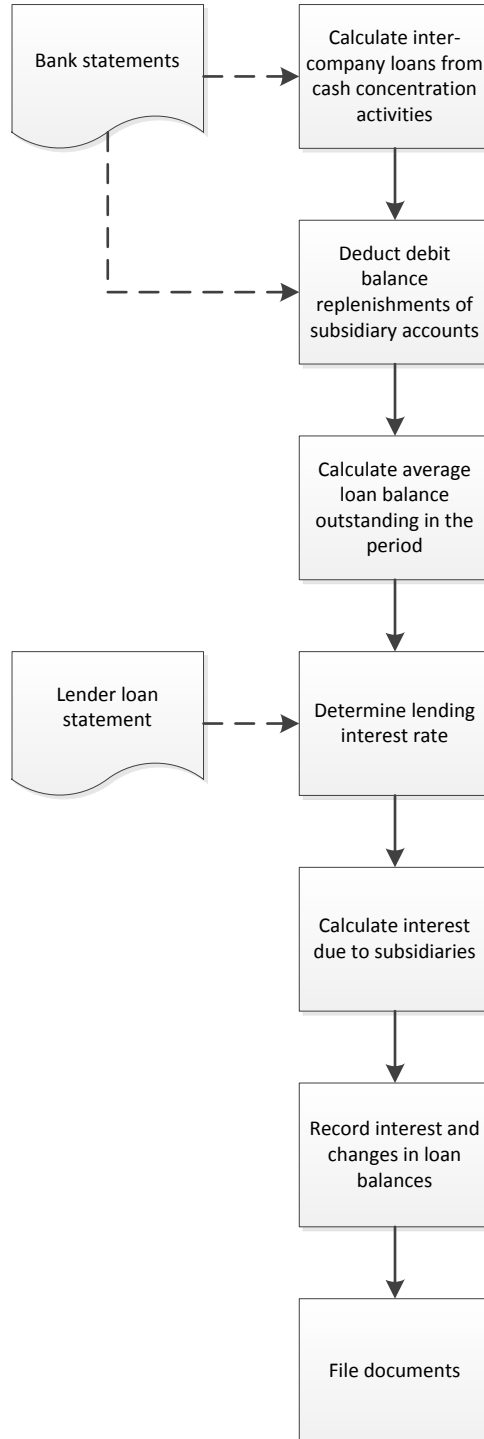 Bank statements
Calculate inter-
company loans from
cash concentration
activities
Deduct debit
balance
replenishments of
subsidiary accounts
Calculate average
loan balance
outstanding in the
period
Lender loan
statement
Determine lending
interest rate
Calculate interest
due to subsidiaries
Record interest and
changes in loan
balances
File documents